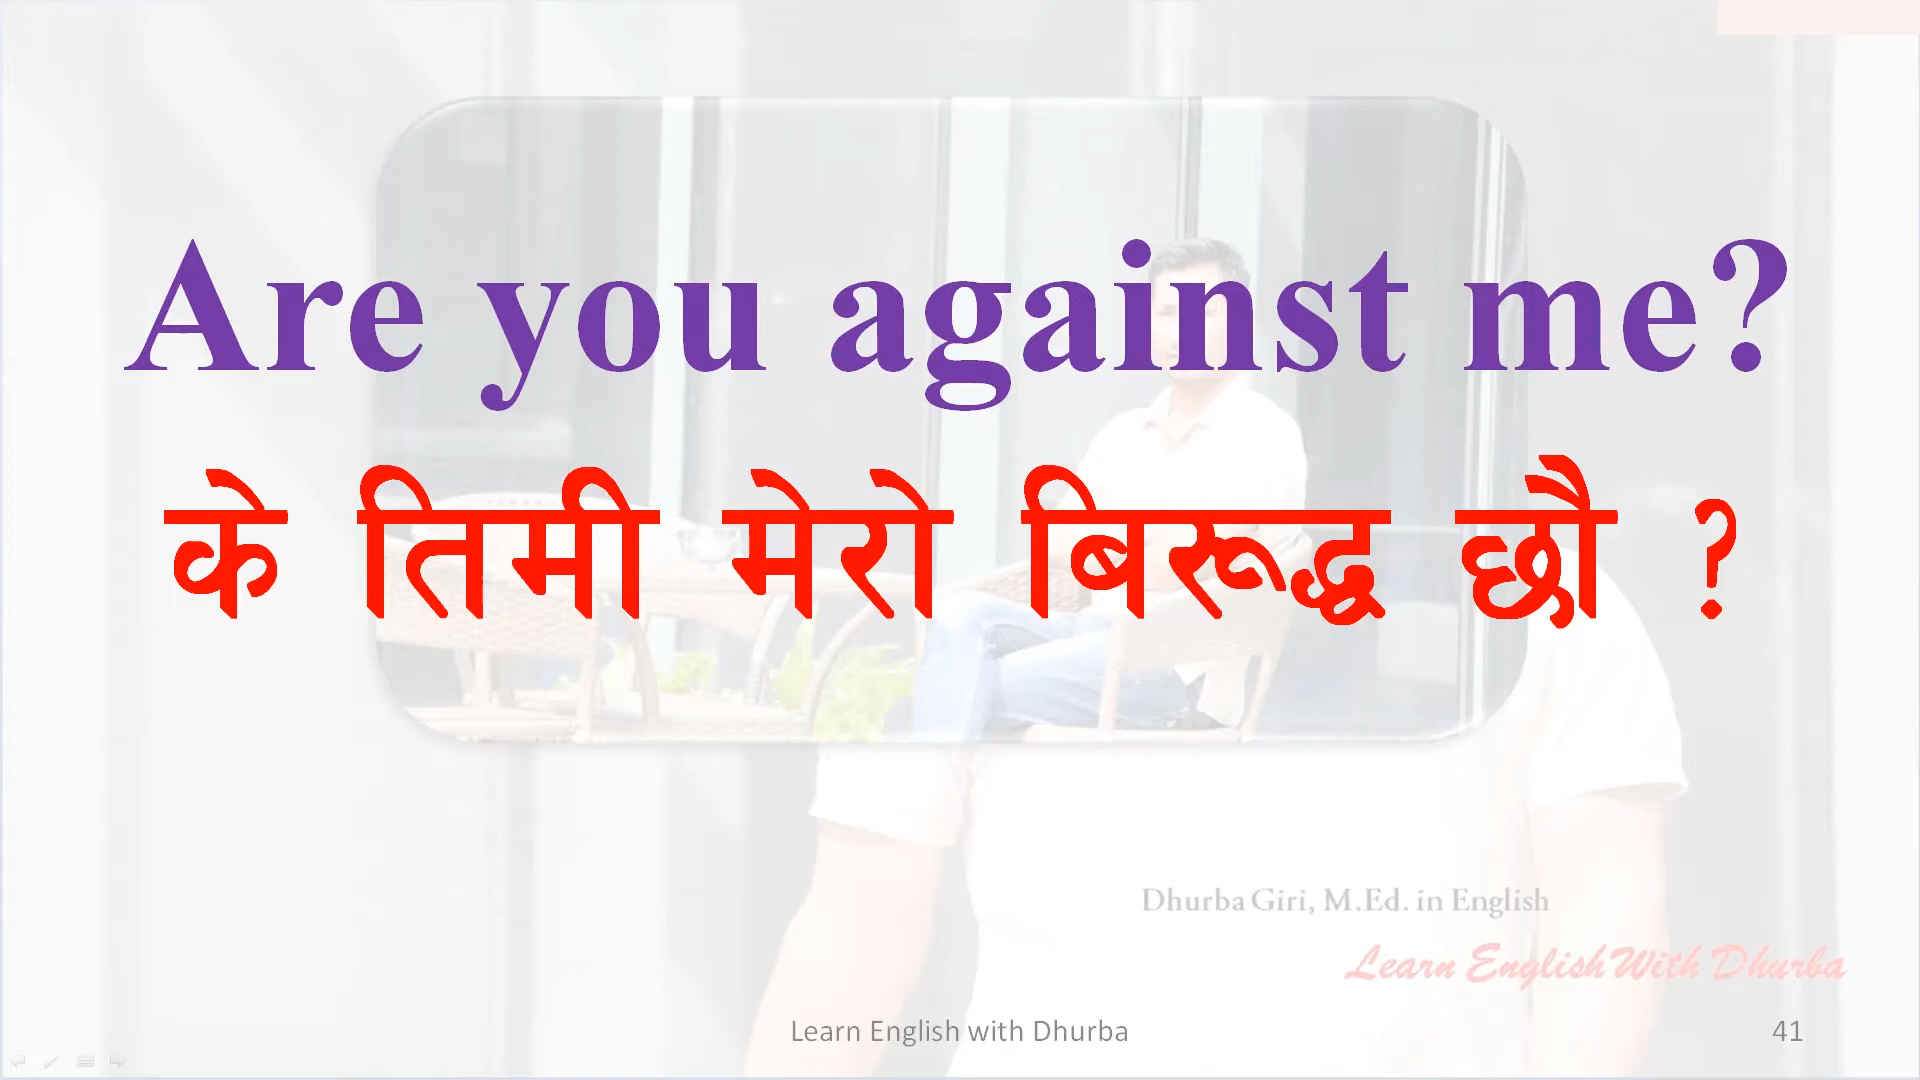 Are you against me?
के तिमी मेरो बिरूद्ध छौ ?
Dhurba Giri, M.Ed. in English
Learn English With Dhurba
Learn English with Dhurba
41